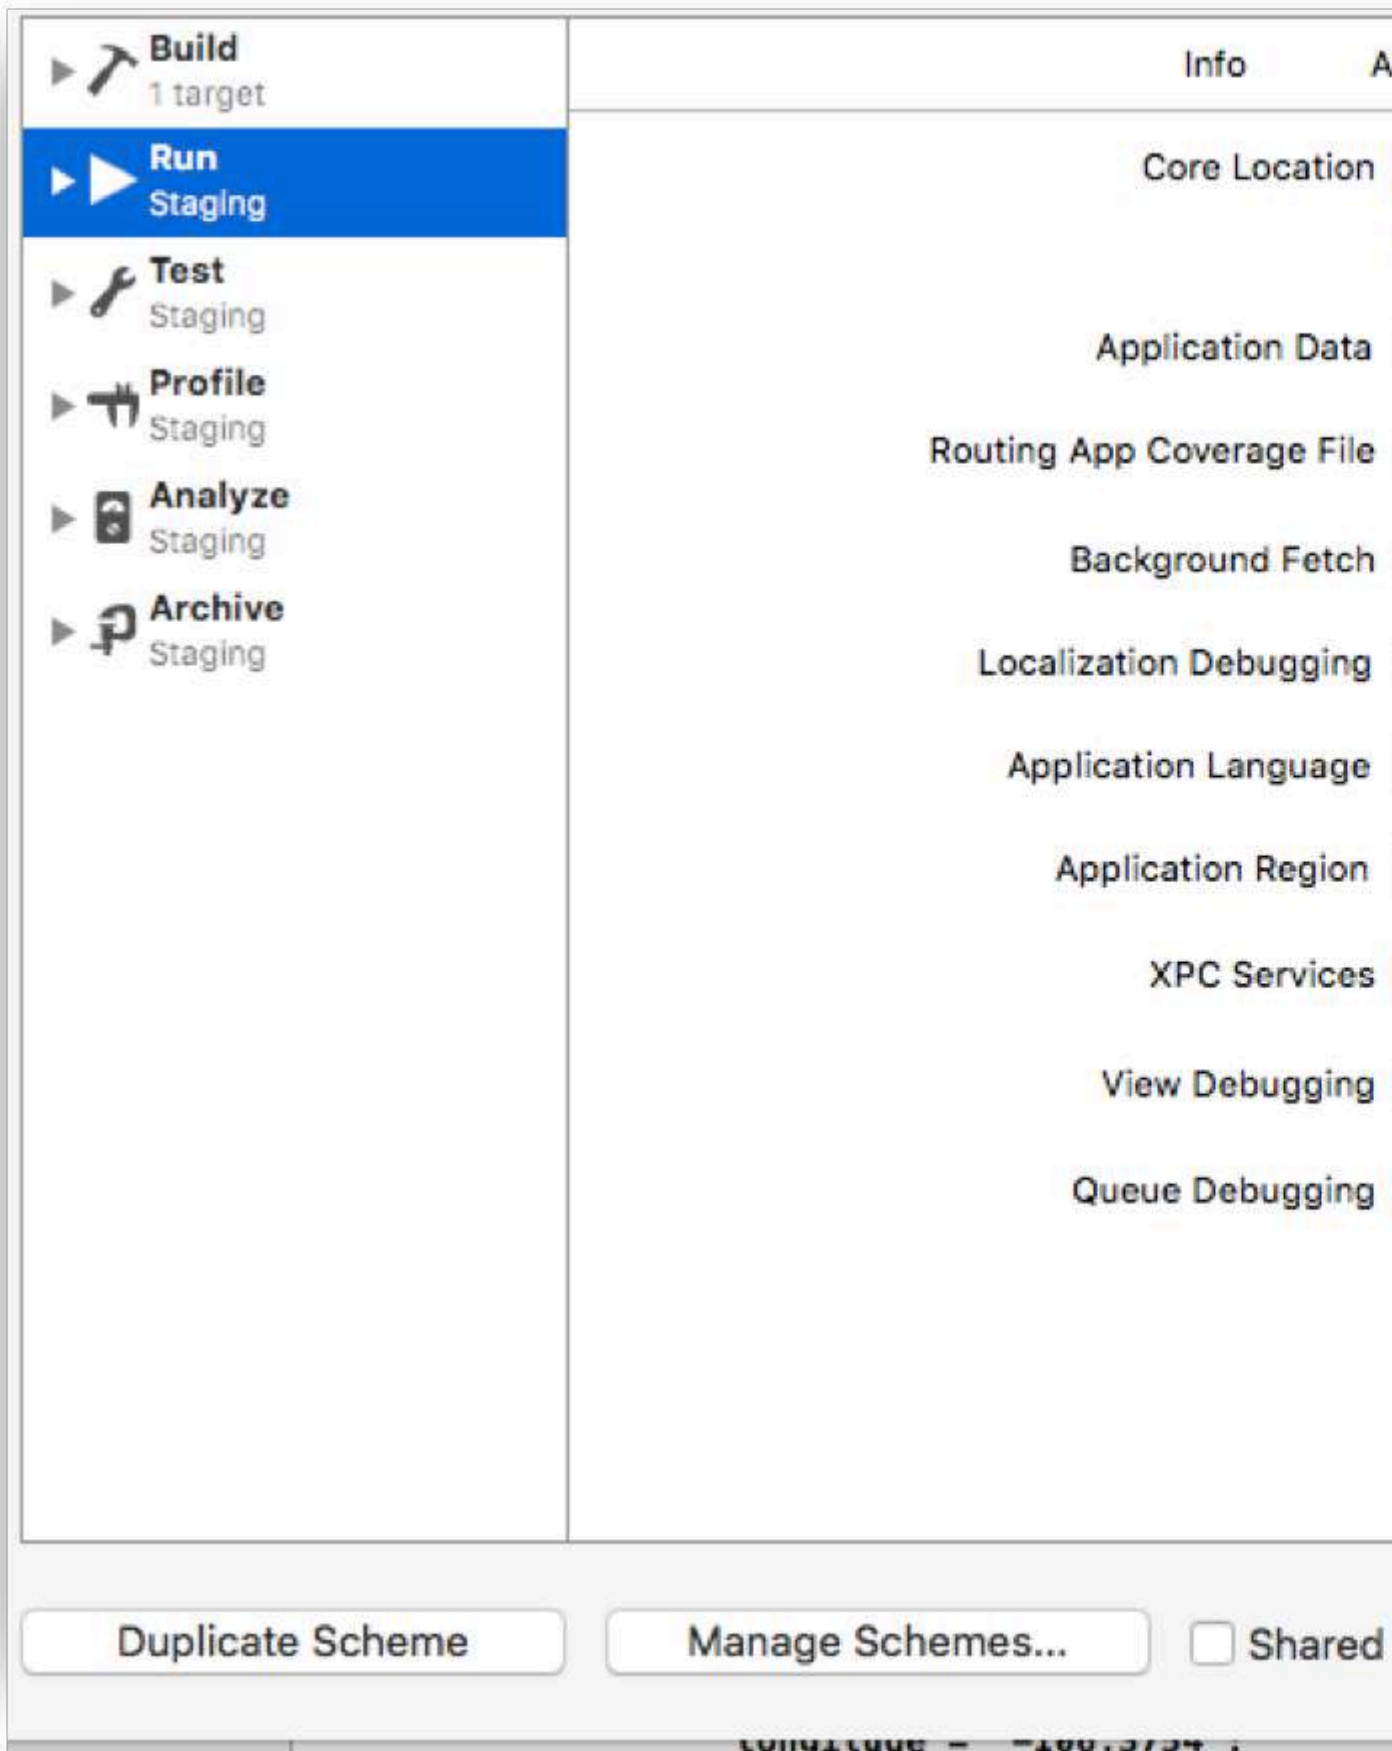 Build
1 target
Run
Staging
Test
Staging
Profile
Staging
Analyze
Staging
Archive
Staging
Info
Core Location
Application Data
Routing App Coverage File
Background Fetch
Localization Debugging
Application Language
Application Region
XPC Services
View Debugging
Queue Debugging
Duplicate Scheme
Manage Schemes...
Shared